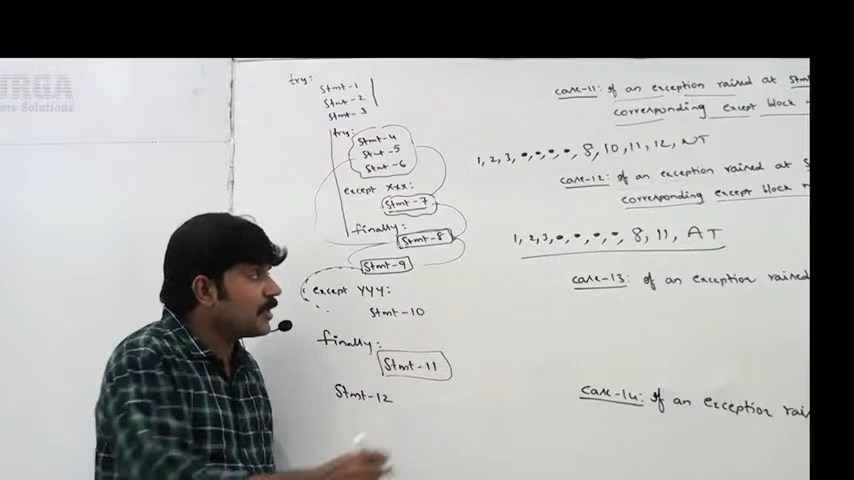 Solutions
try:
Stmt-1
Stmt-2
Stmt-3
try:
Stmt-4
Stmt-5
Stmt-6
except XXX:
Stmt-7
finally:
Stmt-8
Stmt-9
except YYY:
Stmt-10
finally:
Stmt-11
Stmt-12
case-11: if an exception raised at
corresponding except block
1, 2, 3, •, •, •, •, 8, 10, 11, 12, NT
case-12: if an exception raised at
corresponding except block
1, 2, 3, •, •, •, •, 8, 11, AT
case-13: if an exception raised
case-14: if an exception